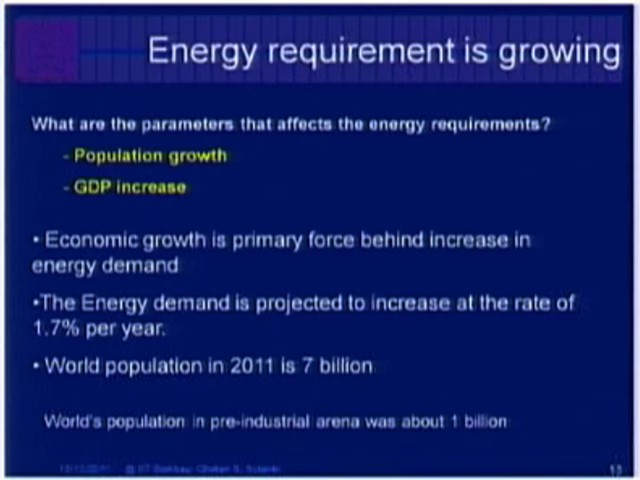 Energy requirement is growing
What are the parameters that affects the energy requirements?
- Population growth
- GDP increase
• Economic growth is primary force behind increase in
energy demand
•The Energy demand is projected to increase at the rate of
1.7% per year.
• World population in 2011 is 7 billion
World's population in pre-industrial arena was about 1 billion